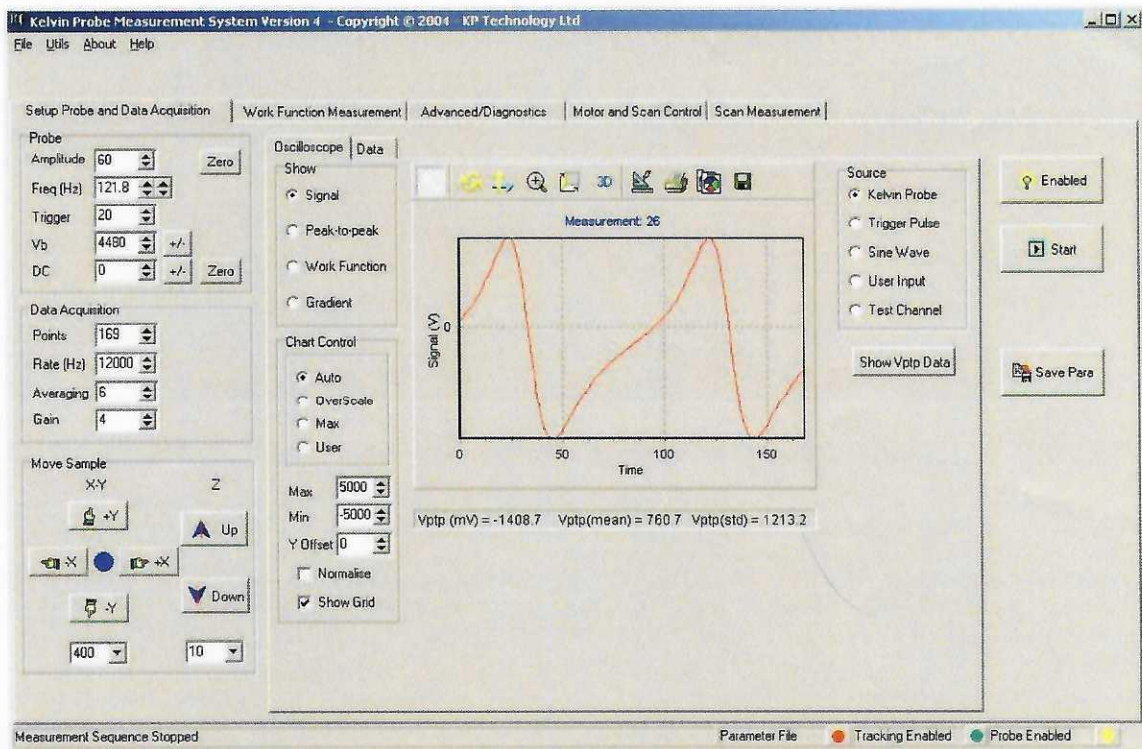 Kelvin Probe Measurement System Version 4 - Copyright © 2004 - KP Technology Ltd
File Utils About Help
Setup Probe and Data Acquisition
Work Function Measurement
Advanced/Diagnostics
Motor and Scan Control
Scan Measurement
Probe
Amplitude 60 Zero
Freq (Hz) 121.8
Trigger 20
Vb 4480 +/-
DC 0 +/- Zero
Data Acquisition
Points 169
Rate (Hz) 12000
Averaging 6
Gain 4
Move Sample
X-Y Z
+Y
Up
-X +X
-Y
Down
400 10
Oscilloscope Data
Show
Signal
Peak-to-peak
Work Function
Gradient
Chart Control
Auto
OverScale
Max
User
Max 5000
Min -5000
Y Offset 0
Normalise
Show Grid
3D
Measurement: 26
Signal (V)
0
0 50 100 150
Time
Vptp (mV) = -1408.7 Vptp(mean) = 760.7 Vptp(std) = 1213.2
Source
Kelvin Probe
Trigger Pulse
Sine Wave
User Input
Test Channel
Show Vptp Data
Enabled
Start
Save Para
Measurement Sequence Stopped
Parameter File
Tracking Enabled
Probe Enabled